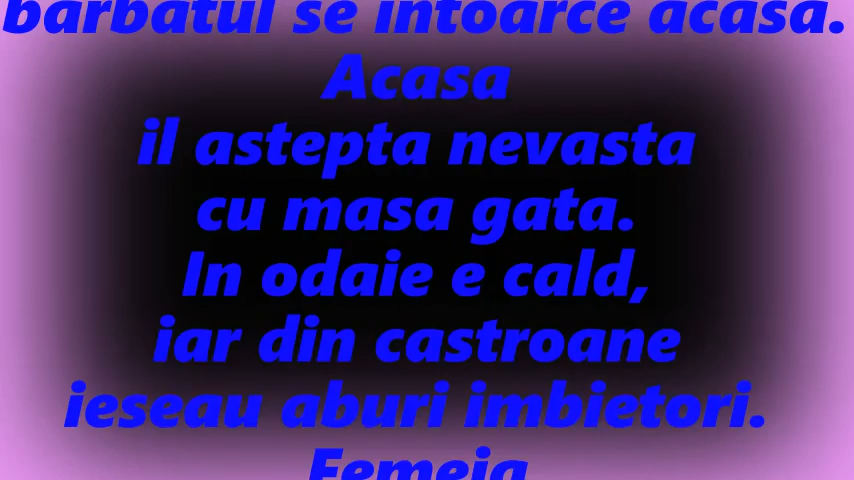 barbatul se intoarce acasa.
Acasa
il astepta nevasta
cu masa gata.
In odaie e cald,
iar din castroane
ieseau aburi imbietori.
Femeia